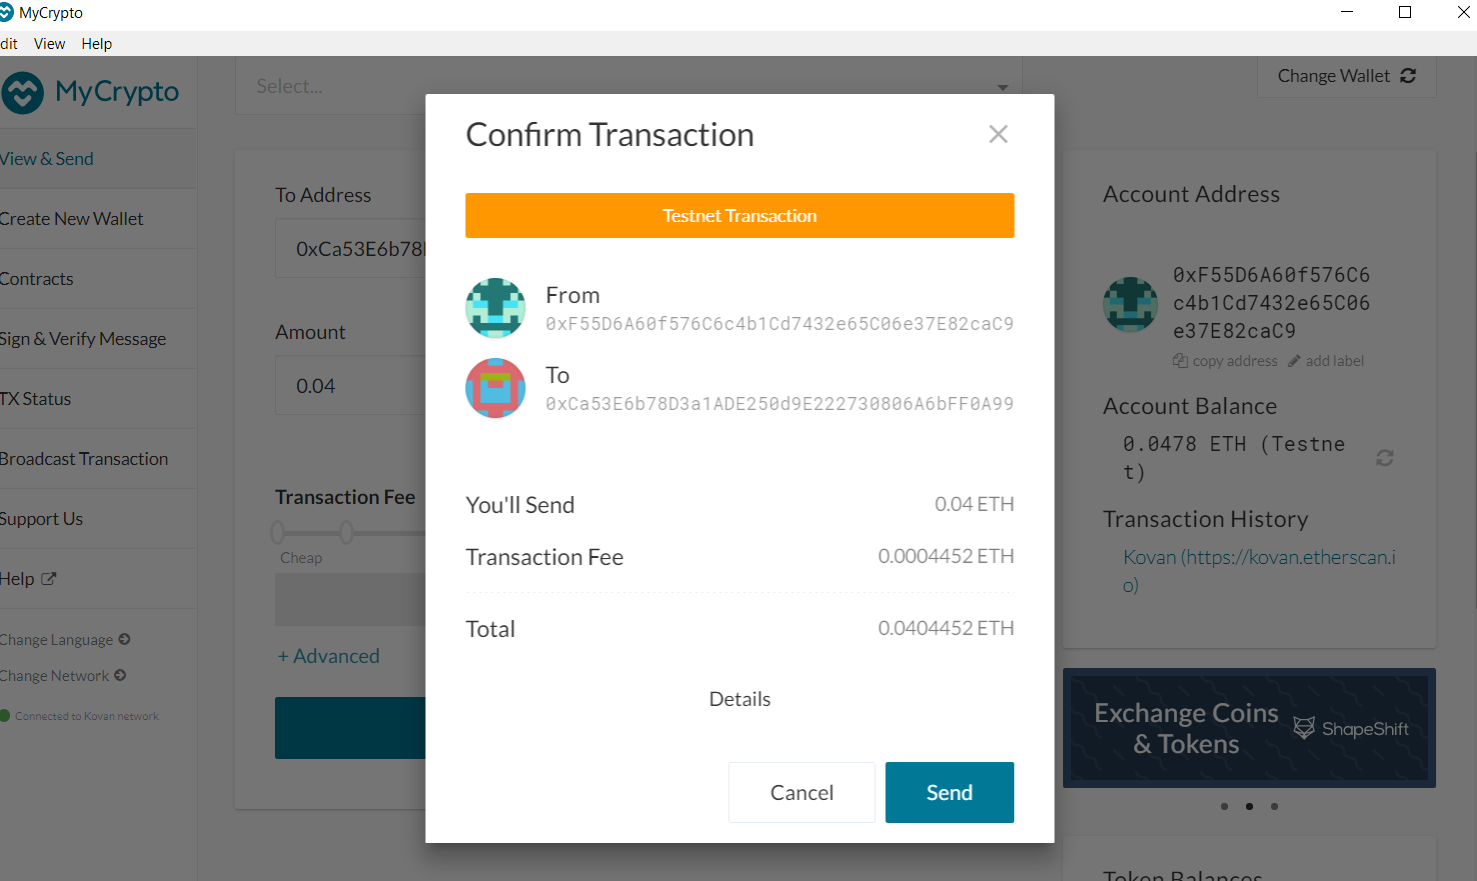 MyCrypto
dit View Help
MyCrypto
Select...
Change Wallet
View & Send
Create New Wallet
Contracts
Sign & Verify Message
TX Status
Broadcast Transaction
Support Us
Help
Change Language
Change Network
Connected to Kovan network
To Address
0xCa53E6b78
Amount
0.04
Transaction Fee
Cheap
+ Advanced
Confirm Transaction
Testnet Transaction
From
0xF55D6A60f576C6c4b1Cd7432e65C06e37E82caC9
To
0xCa53E6b78D3a1ADE250d9E222730806A6bFF0A99
You'll Send
0.04 ETH
Transaction Fee
0.0004452 ETH
Total
0.0404452 ETH
Details
Cancel
Send
Account Address
0xF55D6A60f576C6
c4b1Cd7432e65C06
e37E82caC9
copy address add label
Account Balance
0.0478 ETH (Testne
t)
Transaction History
Kovan (https://kovan.etherscan.i
o)
Exchange Coins
& Tokens
ShapeShift
Token Balances